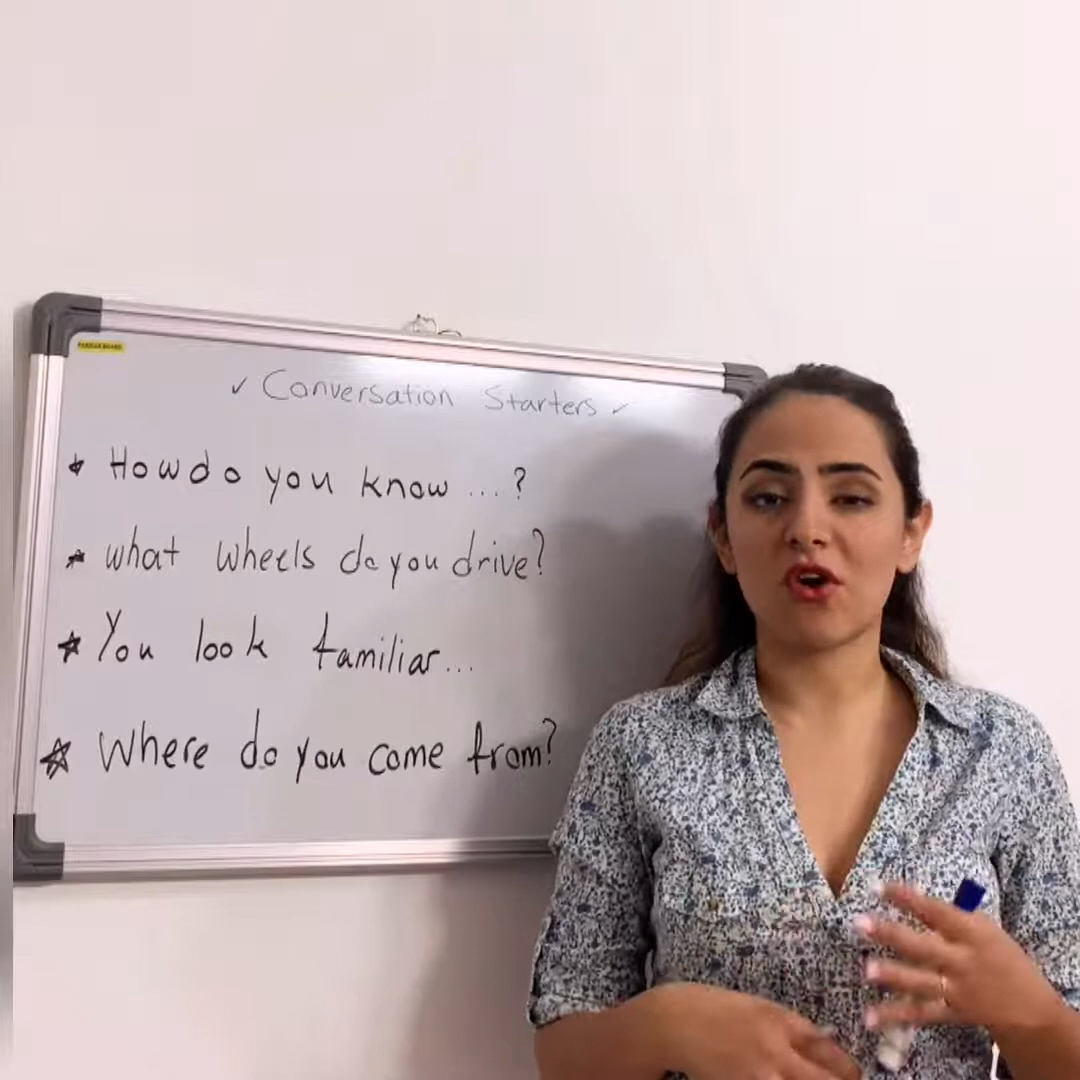 ✓ Conversation Starters ✓
* How do you know ...?
* what wheels do you drive?
* You look familiar...
* Where do you come from?